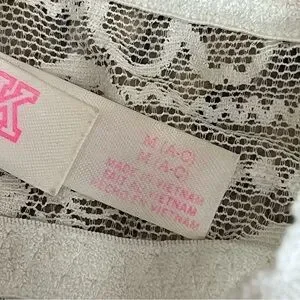 K
M (A-C)
M (A-C)
MADE IN VIETNAM
FAIT AU VIETNAM
HECHO EN VIETNAM